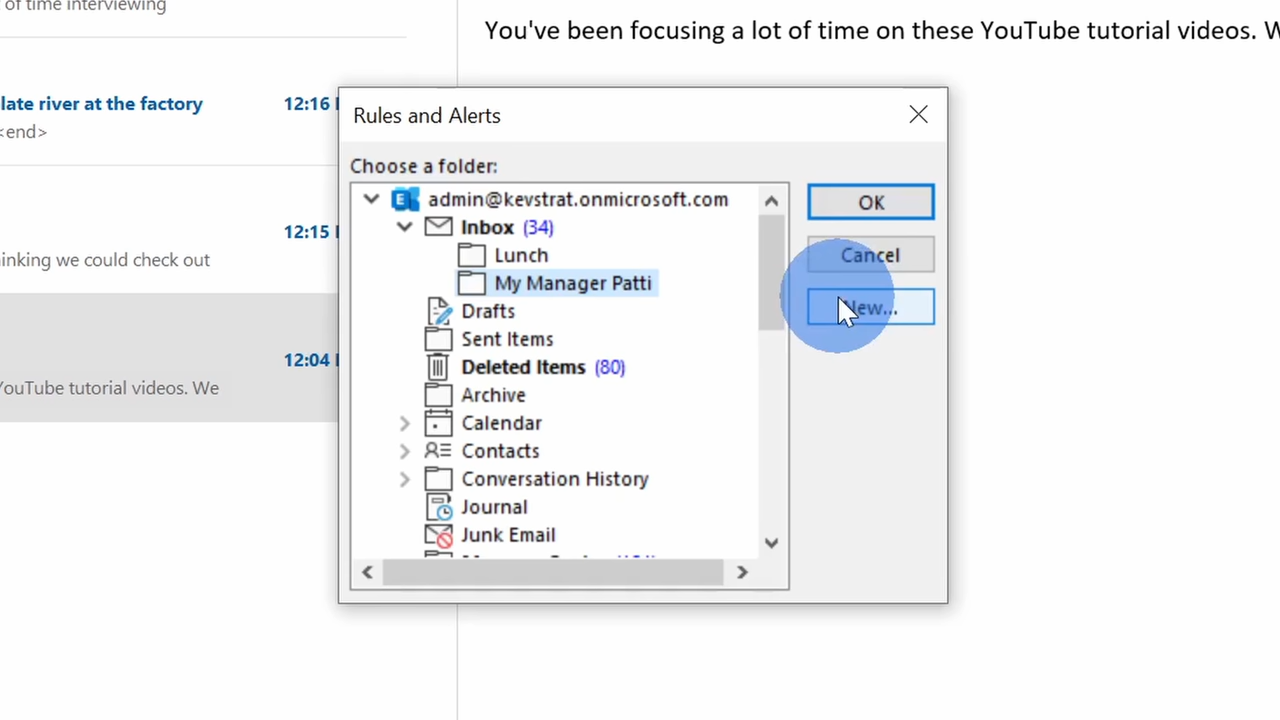 of time interviewing
You've been focusing a lot of time on these YouTube tutorial videos. W
late river at the factory
12:16
<end>
12:15
inking we could check out
12:04
YouTube tutorial videos. We
Rules and Alerts
Choose a folder:
admin@kevstrat.onmicrosoft.com
Inbox (34)
Lunch
My Manager Patti
Drafts
Sent Items
Deleted Items (80)
Archive
Calendar
Contacts
Conversation History
Journal
Junk Email
OK
Cancel
New...